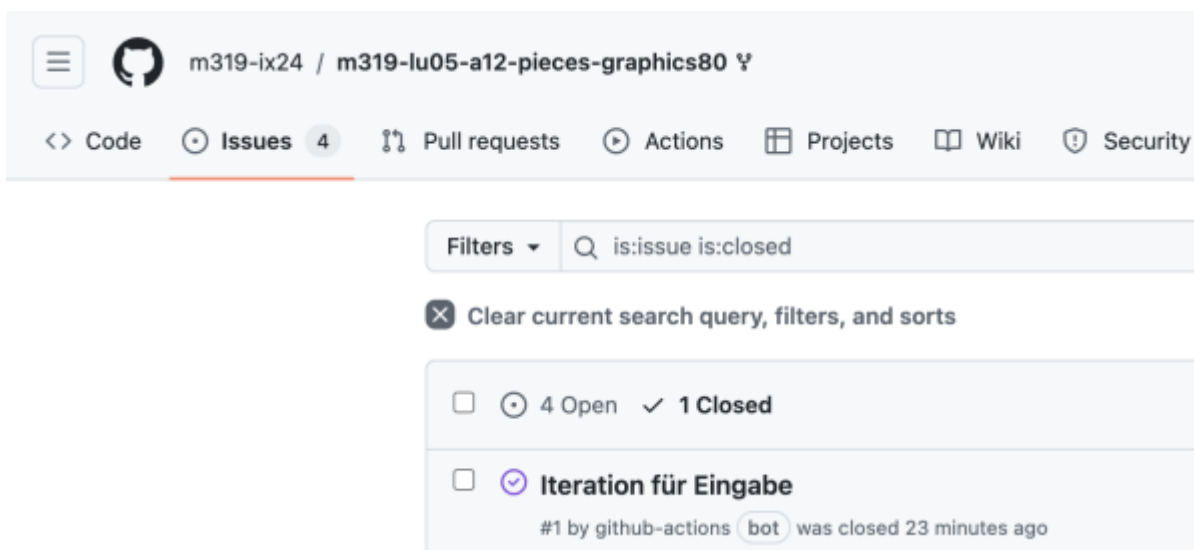 m319-ix24 / m319-lu05-a12-pieces-graphics80
Code Issues 4 Pull requests Actions Projects Wiki Security
Filters is:issue is:closed
Clear current search query, filters, and sorts
4 Open 1 Closed
Iteration für Eingabe
#1 by github-actions bot was closed 23 minutes ago